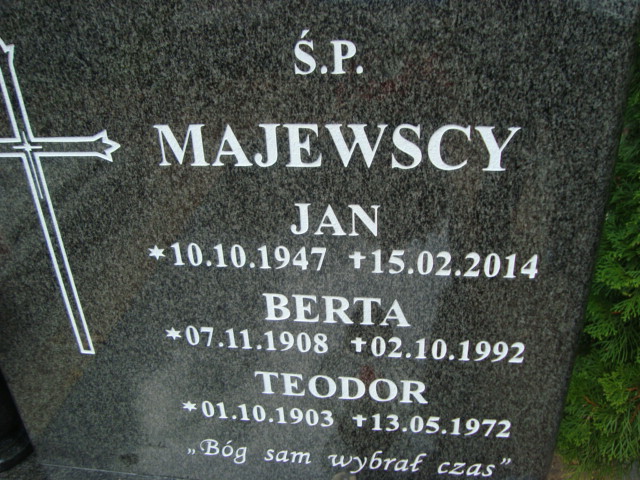 Ś.P.
MAJEWSCY
JAN
*10.10.1947 ✝15.02.2014
BERTA
*07.11.1908 ✝02.10.1992
TEODOR
*01.10.1903 ✝13.05.1972
„Bóg sam wybrał czas”